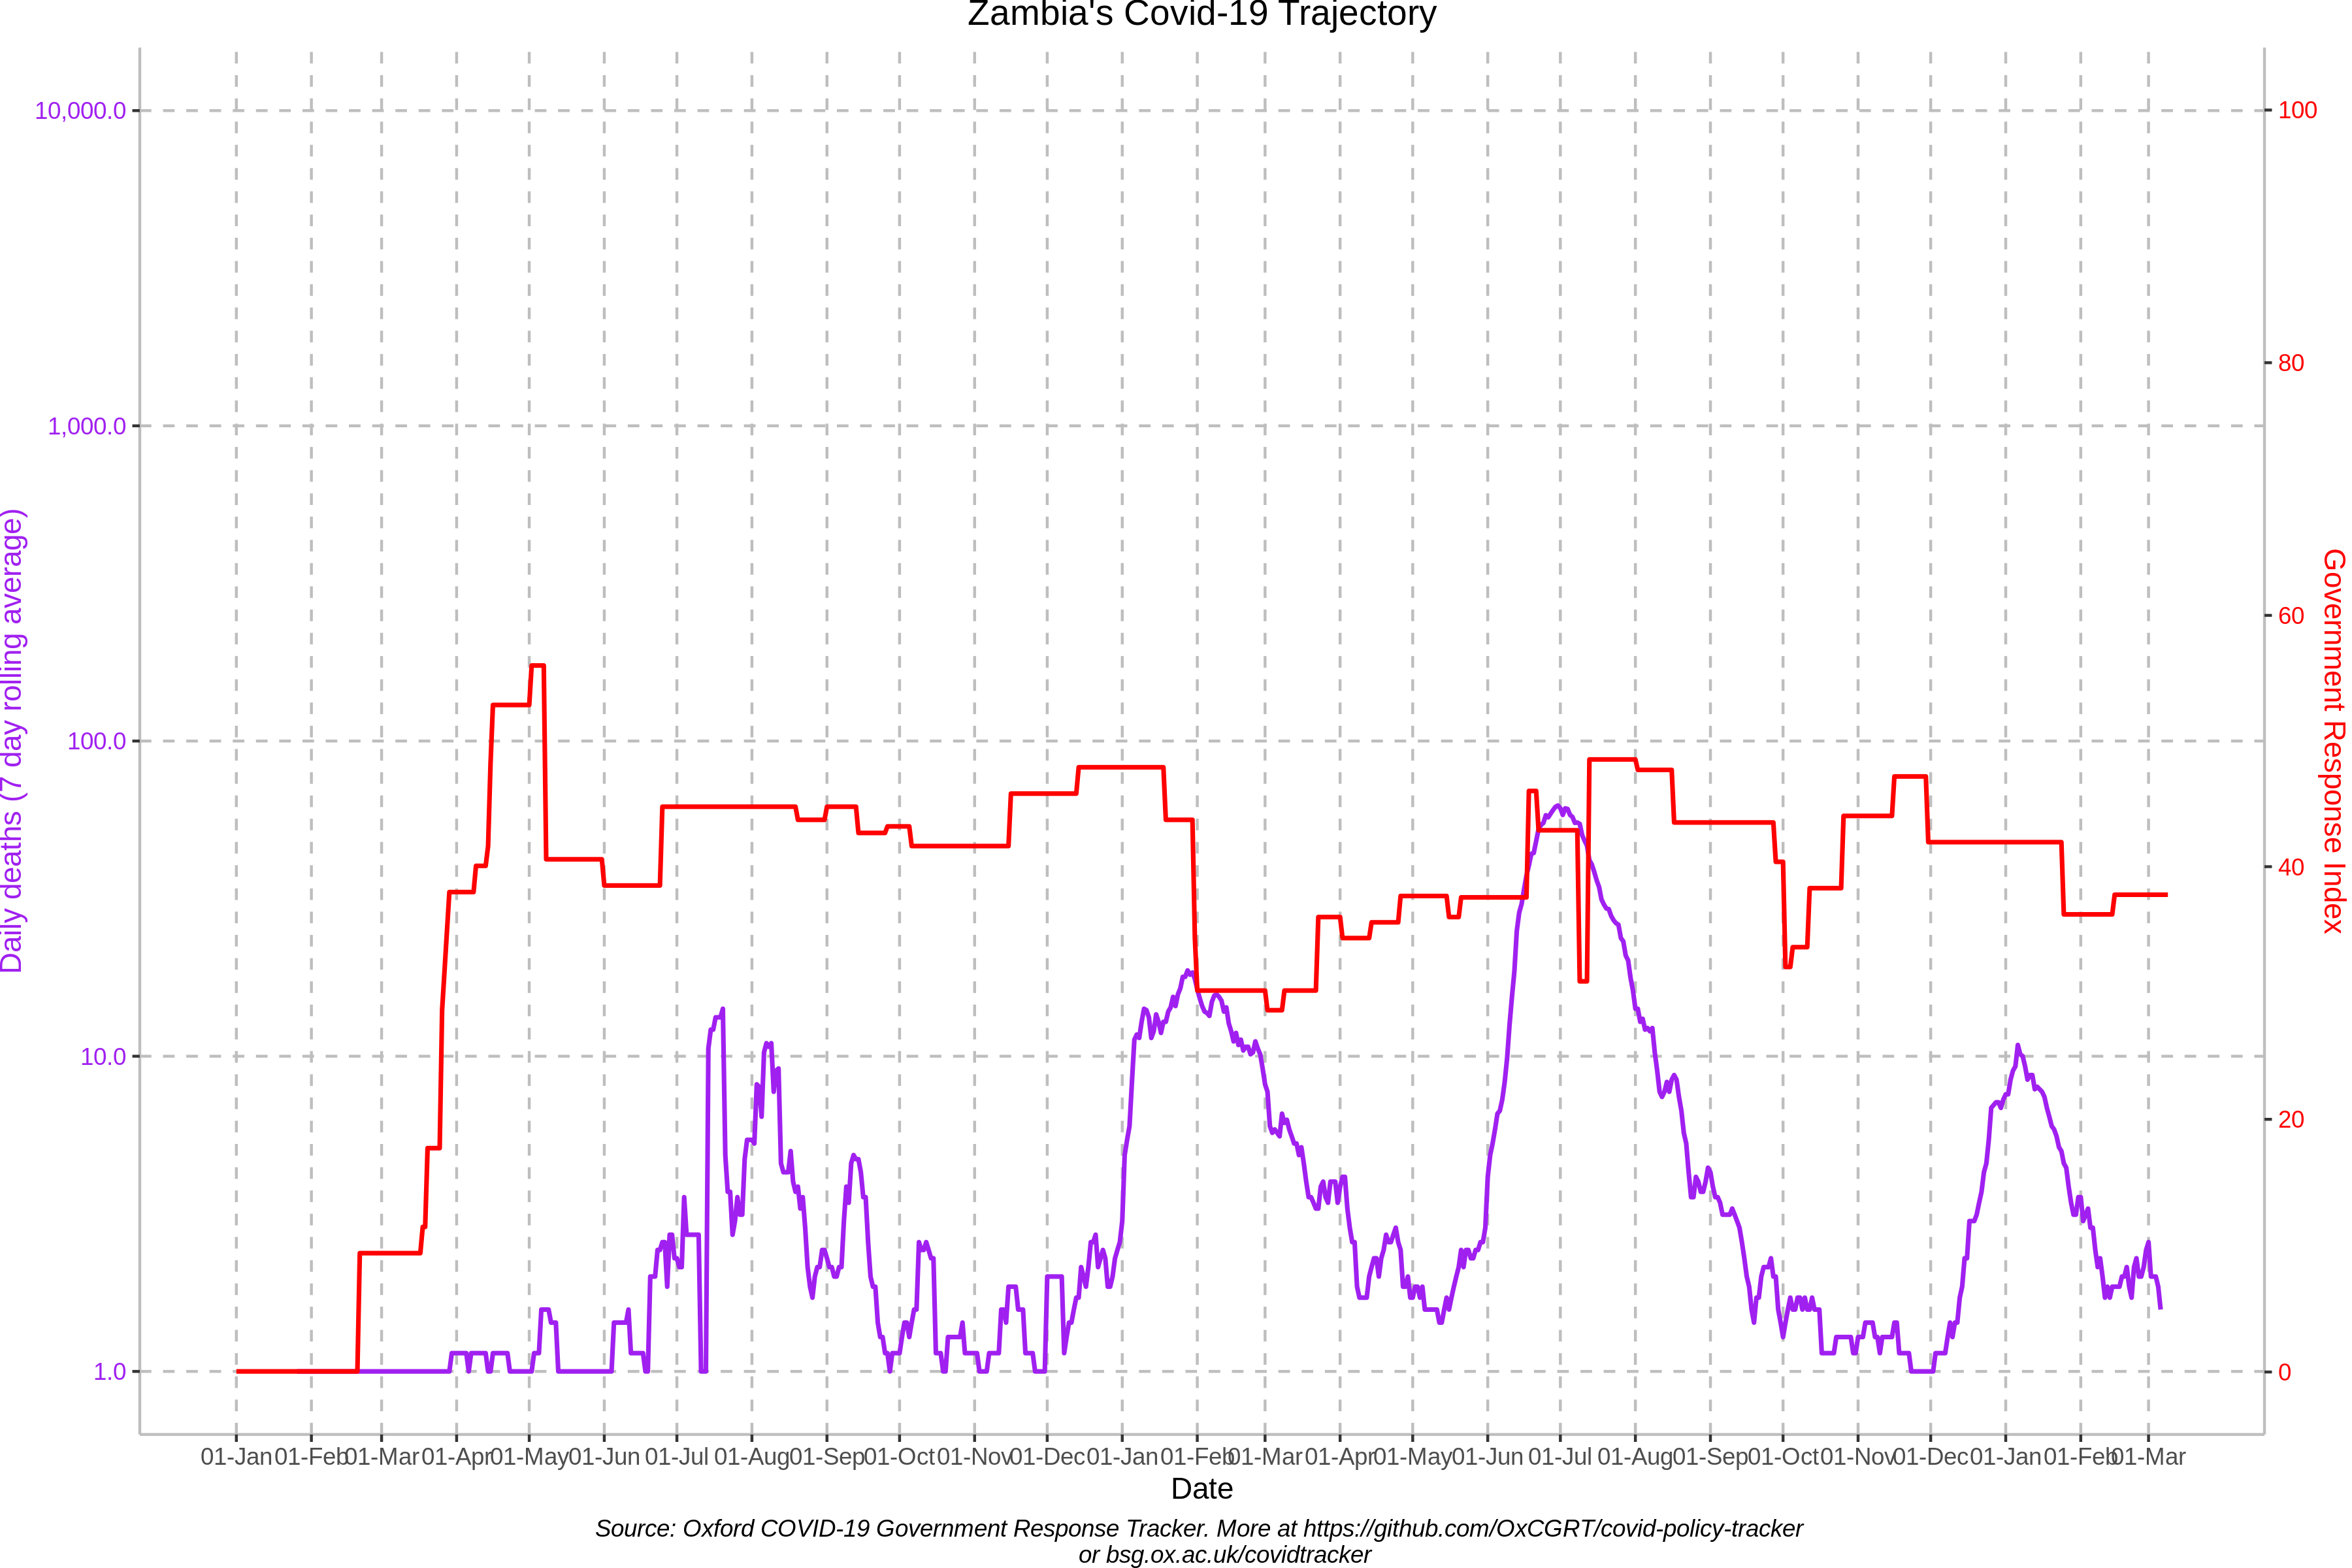 Zambia's Covid-19 Trajectory
10,000.0
1,000.0
100.0
10.0
1.0
Daily deaths (7 day rolling average)
100
80
60
40
20
0
Government Response Index
01-Jan 01-Feb 01-Mar 01-Apr 01-May 01-Jun 01-Jul 01-Aug 01-Sep 01-Oct 01-Nov 01-Dec 01-Jan 01-Feb 01-Mar 01-Apr 01-May 01-Jun 01-Jul 01-Aug 01-Sep 01-Oct 01-Nov 01-Dec 01-Jan 01-Feb 01-Mar
Date
Source: Oxford COVID-19 Government Response Tracker. More at https://github.com/OxCGRT/covid-policy-tracker
or bsg.ox.ac.uk/covidtracker